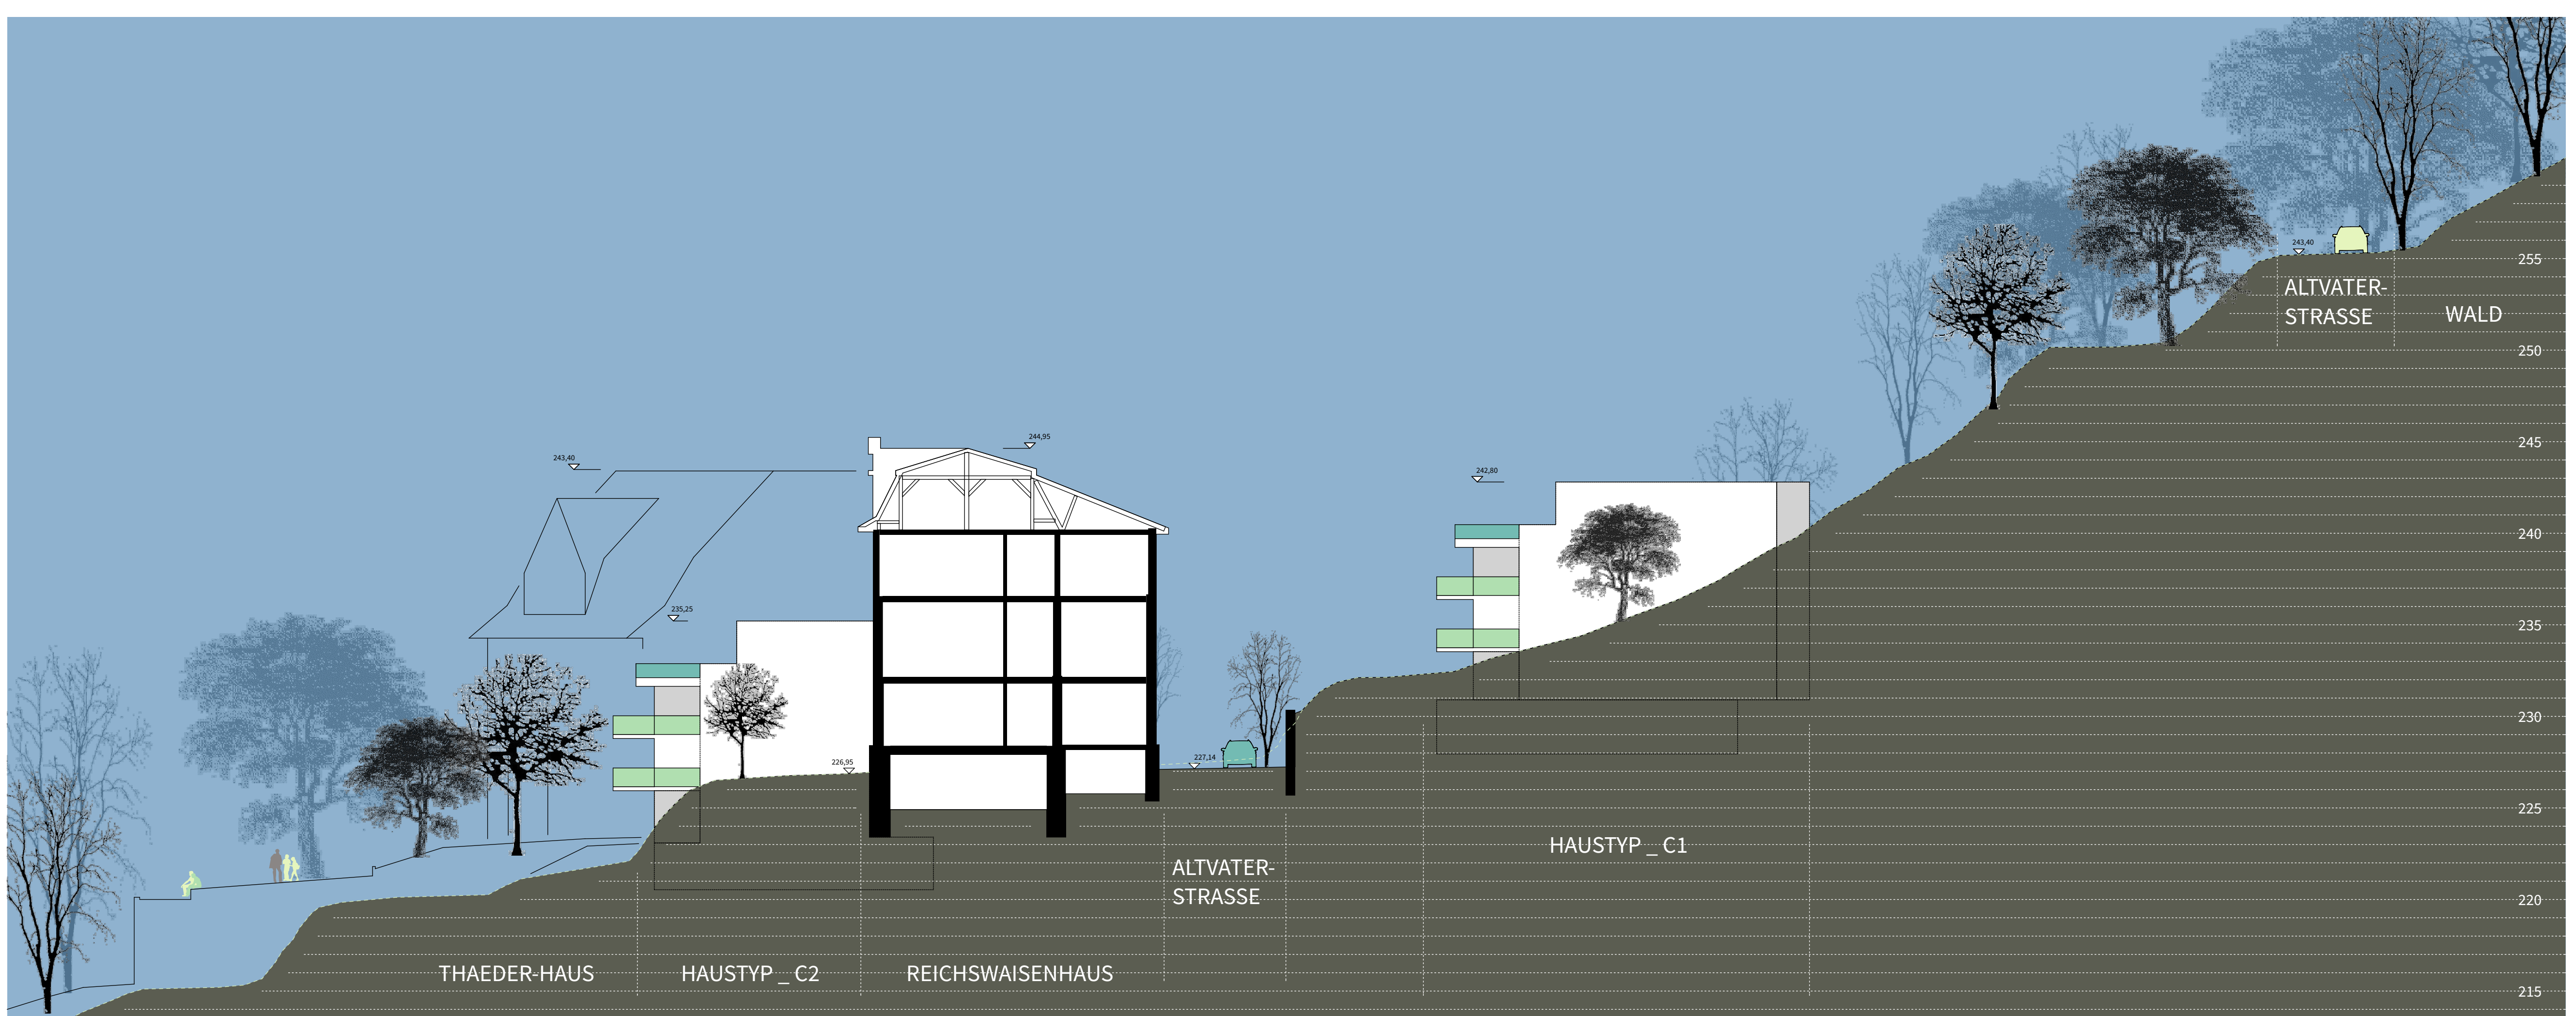 243,40
255
ALTVATER-
STRASSE
WALD
250
244,95
245
243,40
242,80
240
235,25
235
230
226,95
227,14
225
HAUSTYP _ C1
ALTVATER-
STRASSE
220
THAEDER-HAUS
HAUSTYP _ C2
REICHSWAISENHAUS
215